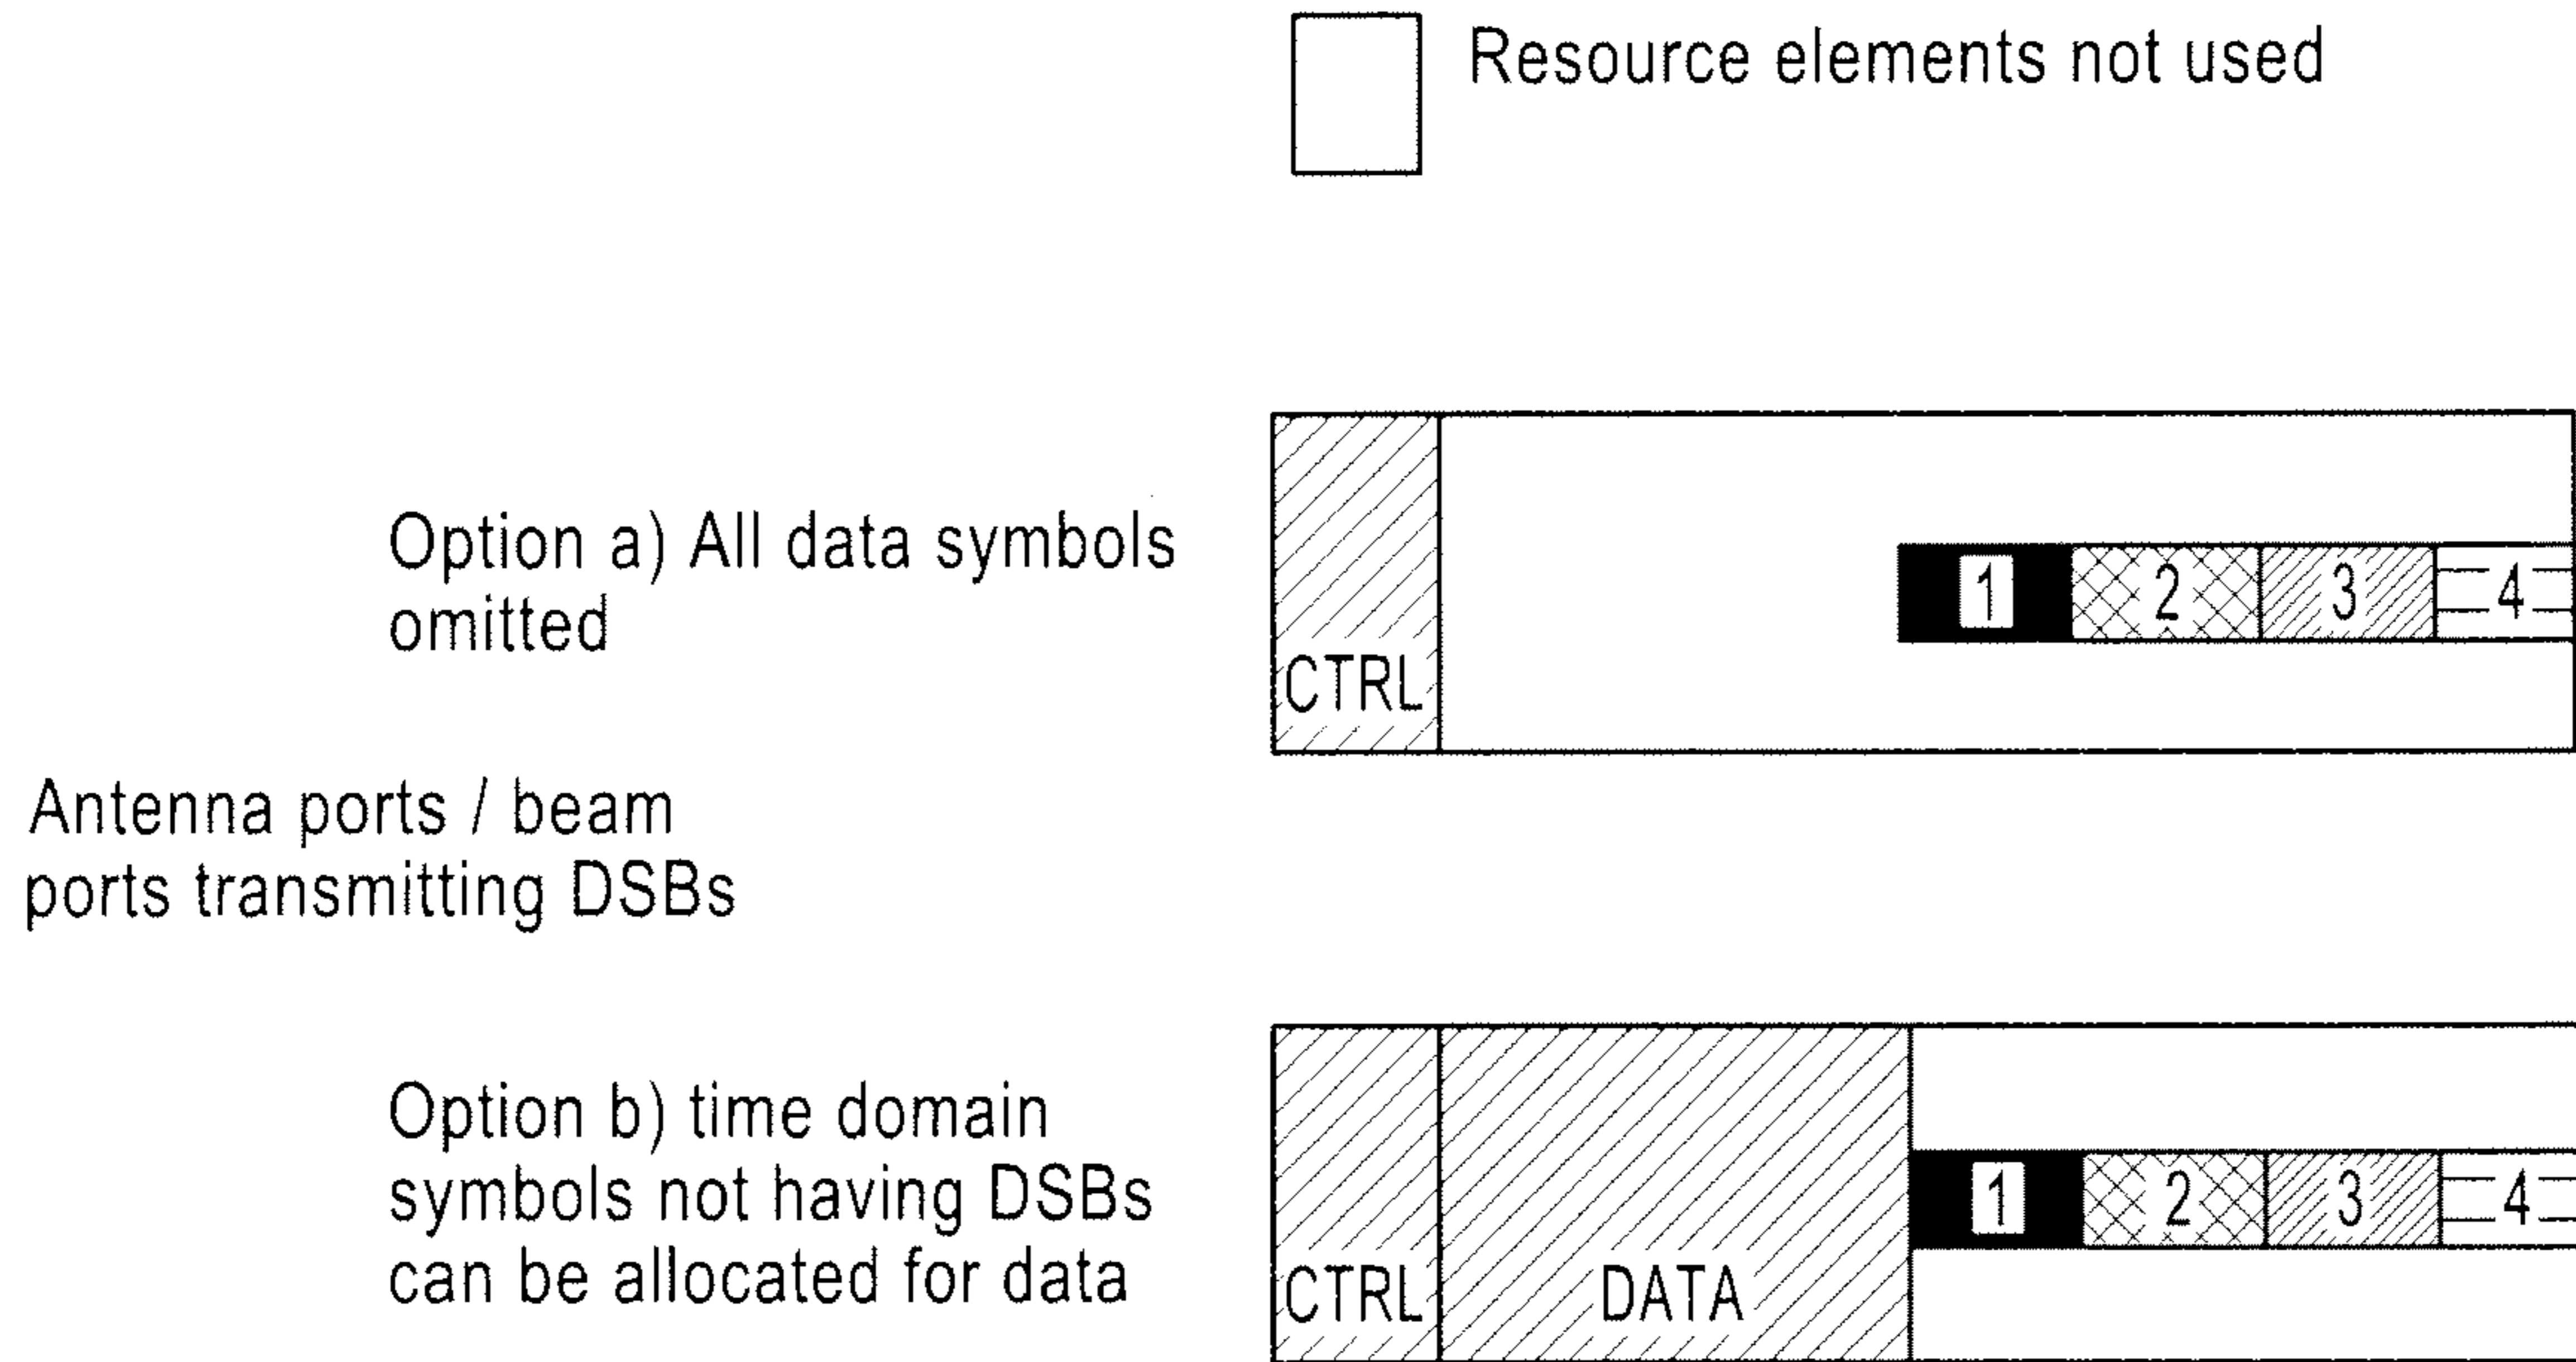 Resource elements not used
Option a) All data symbols
omitted
1 2 3 4
CTRL
Antenna ports / beam
ports transmitting DSBs
Option b) time domain
symbols not having DSBs
can be allocated for data
1 2 3 4
CTRL DATA